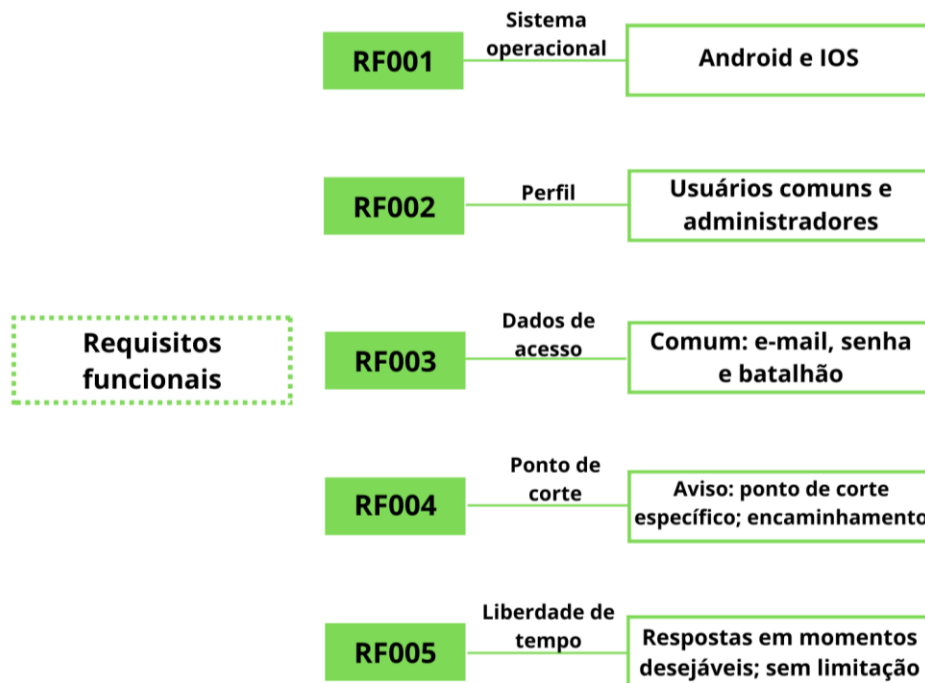 Sistema
operacional
RF001
Android e IOS
Perfil
RF002
Usuários comuns e
administradores
Requisitos
funcionais
Dados de
acesso
RF003
Comum: e-mail, senha
e batalhão
Ponto de
corte
RF004
Aviso: ponto de corte
específico; encaminhamento
Liberdade de
tempo
RF005
Respostas em momentos
desejáveis; sem limitação